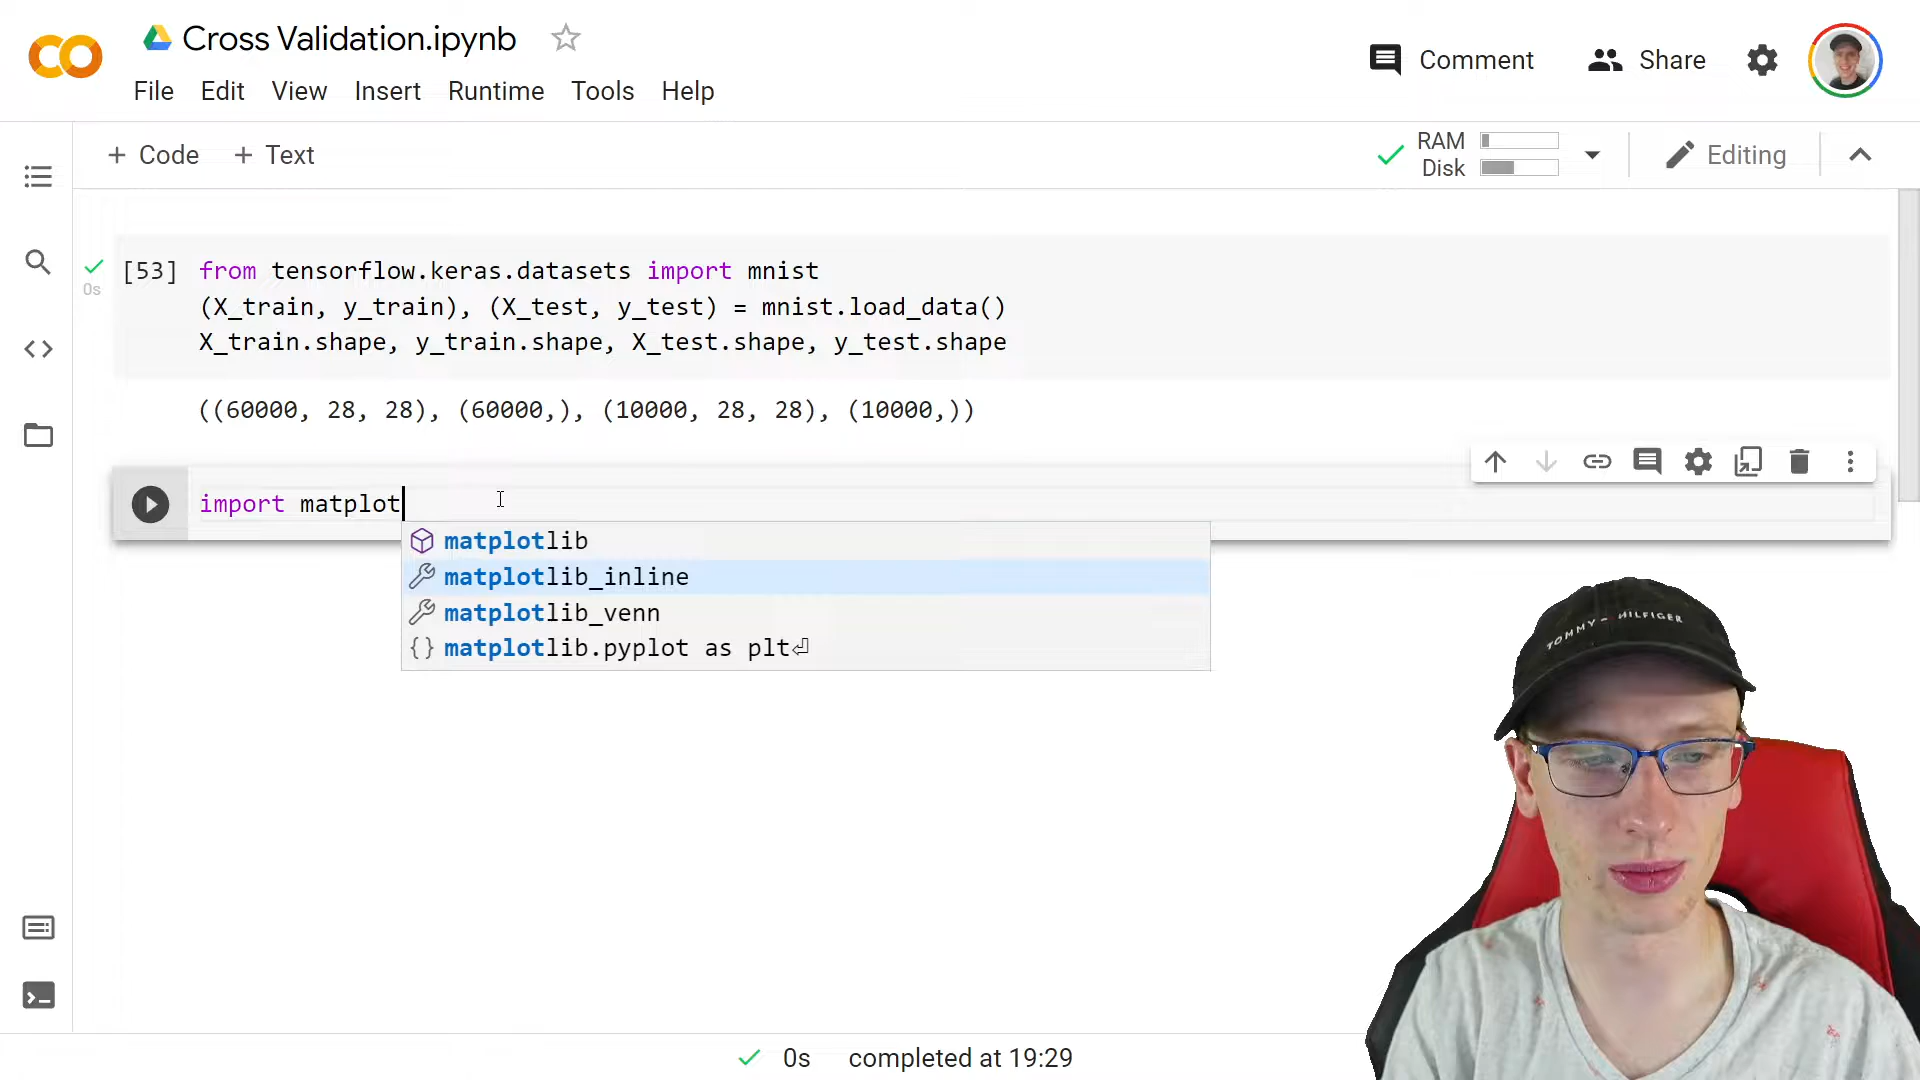 Cross Validation.ipynb
Comment
Share
File Edit View Insert Runtime Tools Help
+ Code + Text
RAM
Disk
Editing
[53] from tensorflow.keras.datasets import mnist
0s
(X_train, y_train), (X_test, y_test) = mnist.load_data()
X_train.shape, y_train.shape, X_test.shape, y_test.shape
((60000, 28, 28), (60000,), (10000, 28, 28), (10000,))
import matplot
matplotlib
matplotlib_inline
matplotlib_venn
{} matplotlib.pyplot as plt⏎
TOMMY HILFIGER
0s completed at 19:29